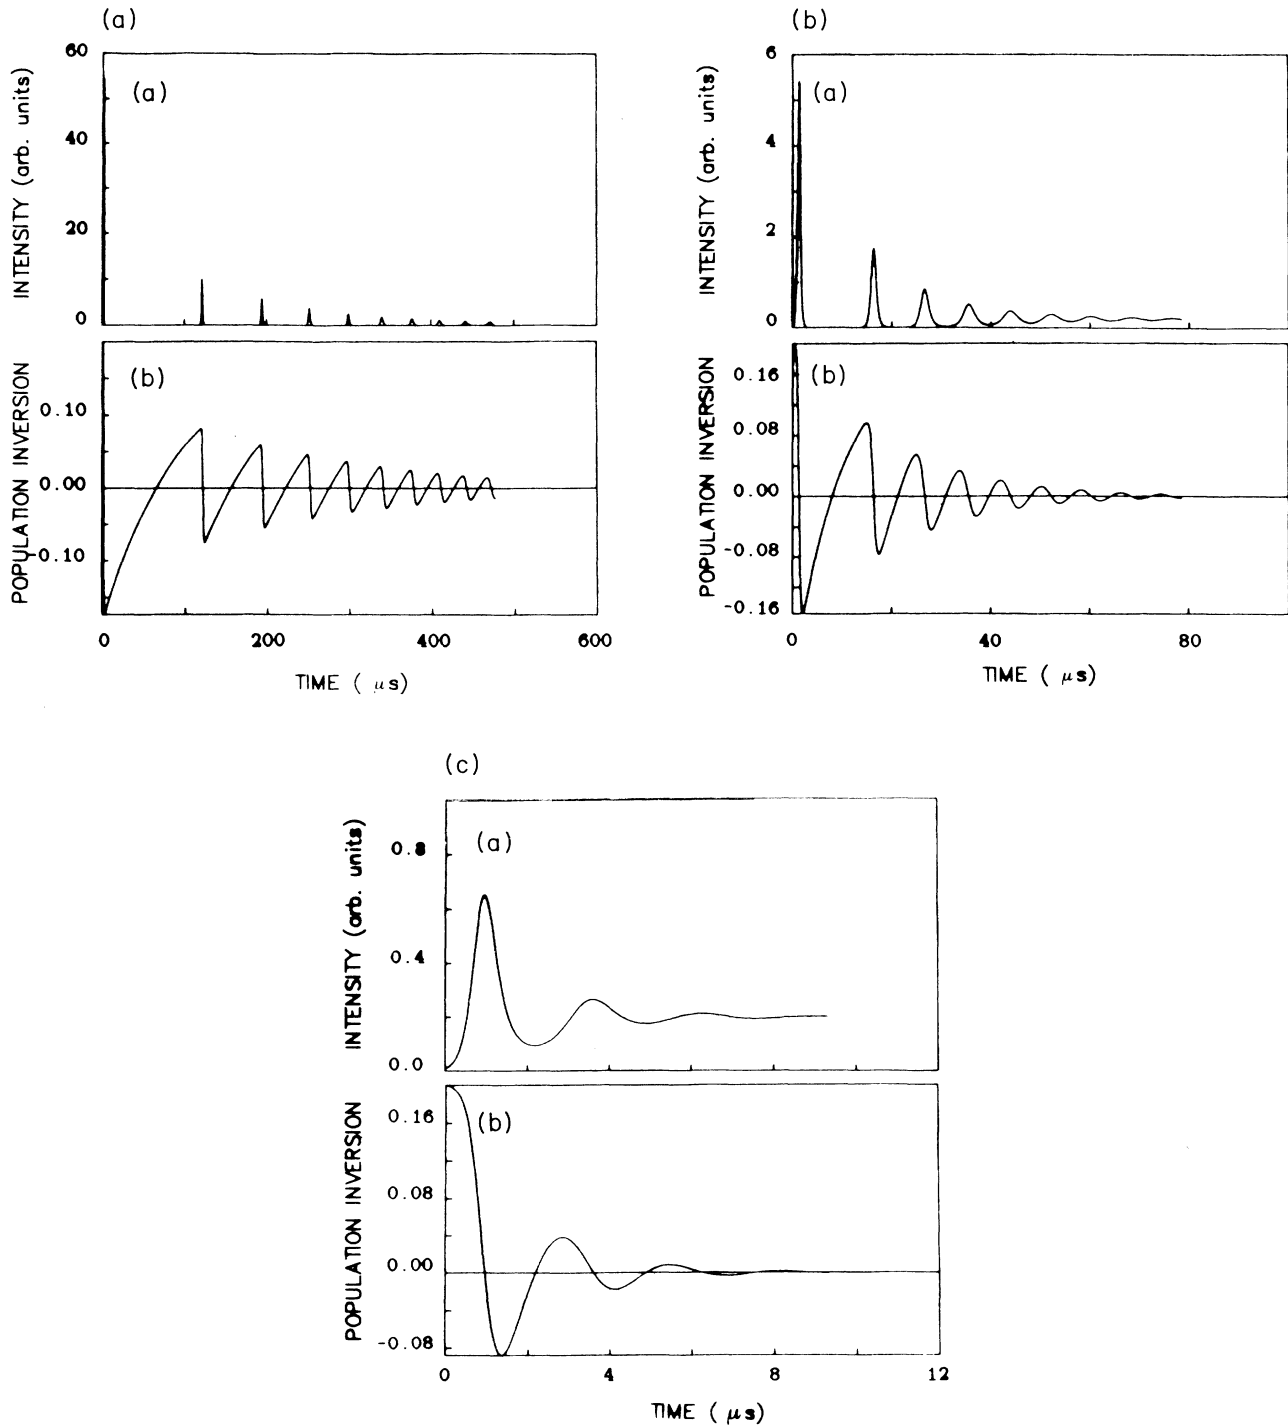 (a)
60
40
20
0
INTENSITY (arb. units)
(a)
0.10
0.00
-0.10
POPULATION INVERSION
(b)
0
200
400
600
TIME ( μs)
(b)
6
4
2
0
INTENSITY (arb. units)
(a)
0.16
0.08
0.00
-0.08
-0.16
POPULATION INVERSION
(b)
0
40
80
TIME ( μs)
(c)
0.8
0.4
0.0
INTENSITY (arb. units)
(a)
0.16
0.08
0.00
-0.08
POPULATION INVERSION
(b)
0
4
8
12
TIME ( μs)